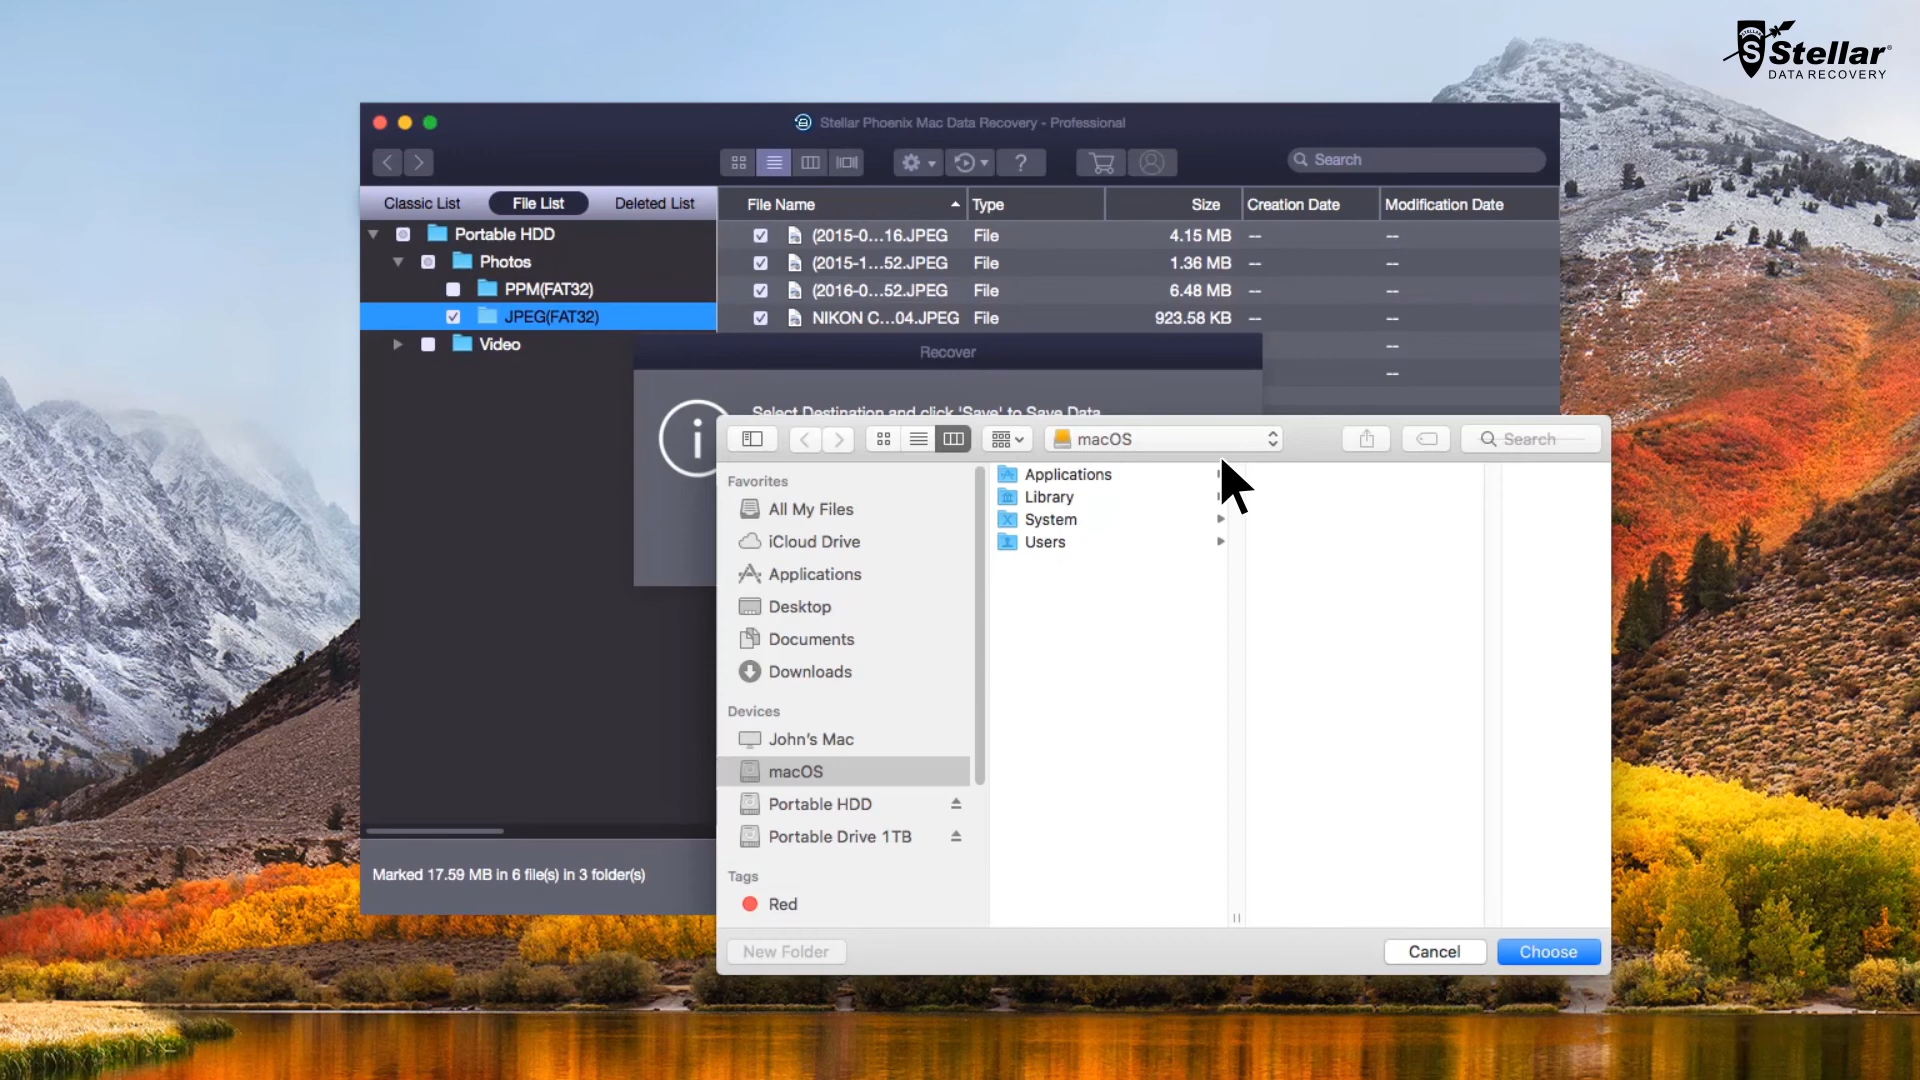 Stellar
DATA RECOVERY
Stellar Phoenix Mac Data Recovery - Professional
Search
Classic List File List Deleted List
File Name Type Size Creation Date Modification Date
Portable HDD
Photos
PPM(FAT32)
JPEG(FAT32)
Video
(2015-0...16.JPEG File 4.15 MB -- --
(2015-1...52.JPEG File 1.36 MB -- --
(2016-0...52.JPEG File 6.48 MB -- --
NIKON C...04.JPEG File 923.58 KB -- --
--
--
Recover
Select Destination and click 'Save' to Save Data
macOS
Search
Favorites
All My Files
iCloud Drive
Applications
Desktop
Documents
Downloads
Devices
John's Mac
macOS
Portable HDD
Portable Drive 1TB
Tags
Red
Applications
Library
System
Users
New Folder
Cancel
Choose
Marked 17.59 MB in 6 file(s) in 3 folder(s)